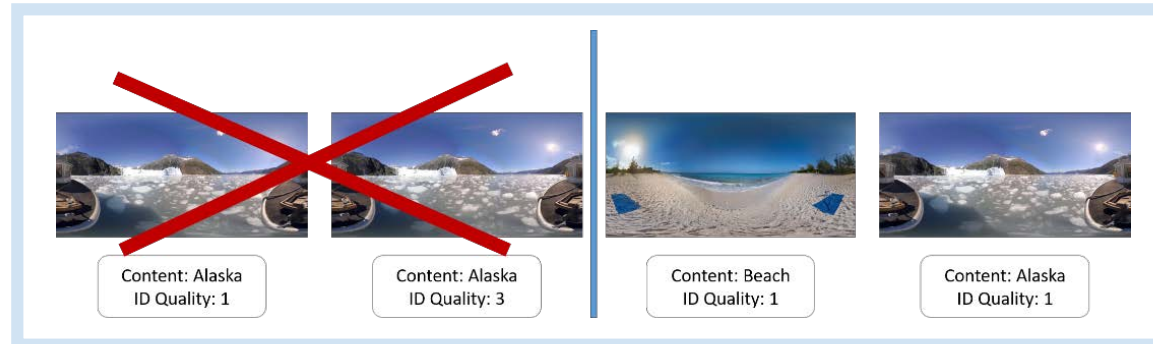 Content: Alaska
ID Quality: 1
Content: Alaska
ID Quality: 3
Content: Beach
ID Quality: 1
Content: Alaska
ID Quality: 1